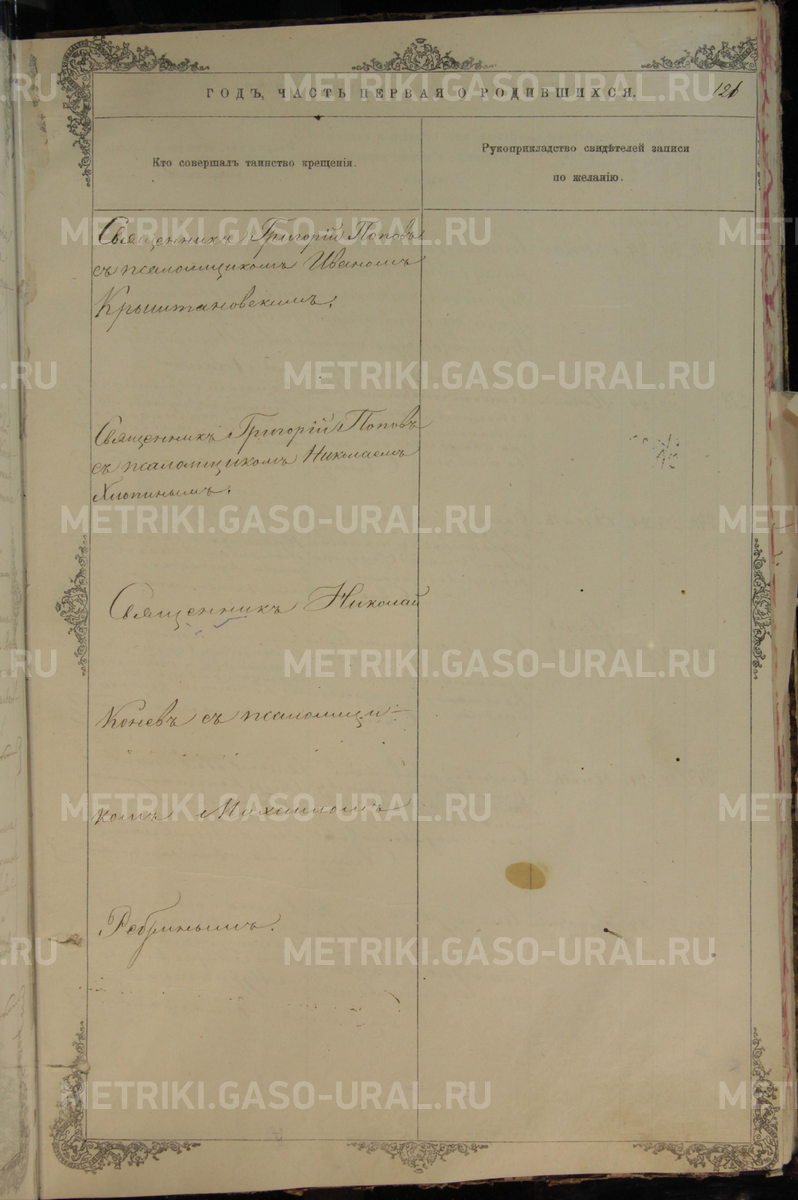 ГОДЪ, ЧАСТЬ ПЕРВАЯ О РОДИВШИХСЯ.
Кто совершалъ таинство крещенія.
Рукоприкладство свидѣтелей записи
по желанію.
Священникъ Григорій Поповъ
съ псаломщикомъ Иваномъ
Крыштановскимъ.
Священникъ Григорій Поповъ
съ псаломщикомъ Николаемъ
Хлопинымъ.
Священникъ Николай
Коневъ съ псаломщи-
комъ Михаиломъ
METRIKI.GASO-URAL.RU